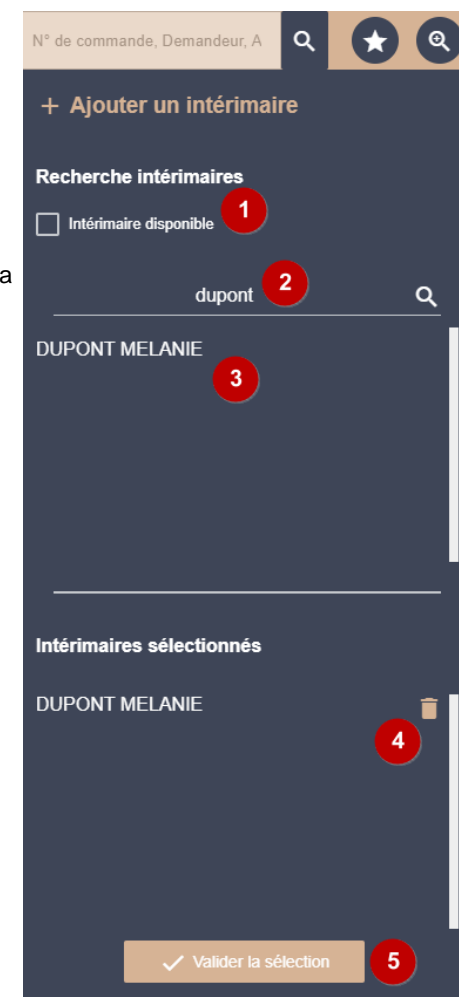 N° de commande, Demandeur, A
+ Ajouter un intérimaire
Recherche intérimaires
Intérimaire disponible 1
a
dupont 2
DUPONT MELANIE
3
Intérimaires sélectionnés
DUPONT MELANIE
4
Valider la sélection 5